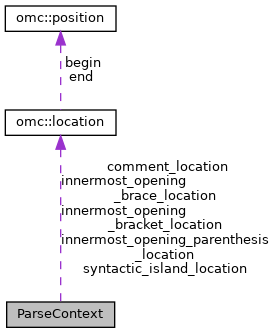 omc::position
begin
end
omc::location
comment_location
innermost_opening
_brace_location
innermost_opening
_bracket_location
innermost_opening_parenthesis
_location
syntactic_island_location
ParseContext